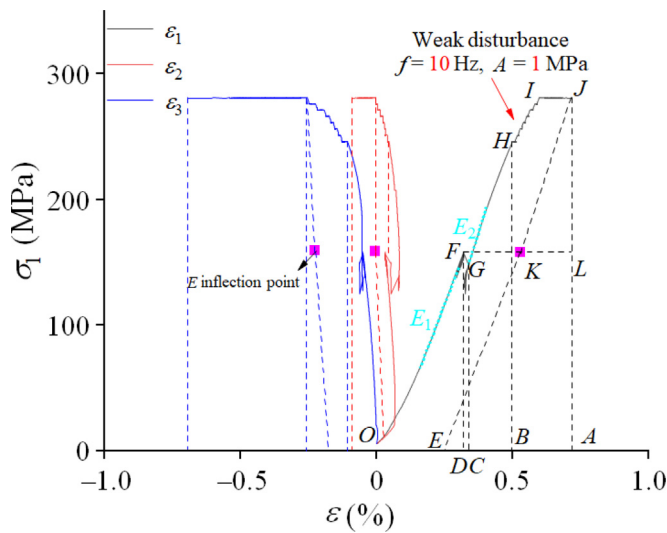 ε₁
ε₂
ε₃
Weak disturbance
f = 10 Hz, A = 1 MPa
I J
H
E₂
F
G K L
E inflection point
E₁
O E D C B A
300
200
100
0
σ₁ (MPa)
−1.0 −0.5 0 0.5 1.0
ε (%)